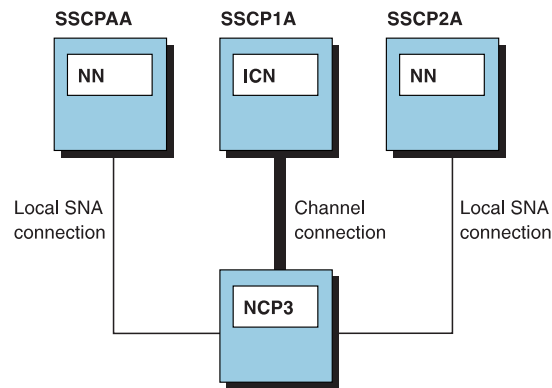 SSCPAA
SSCP1A
SSCP2A
NN
ICN
NN
Local SNA
connection
Channel
connection
Local SNA
connection
NCP3